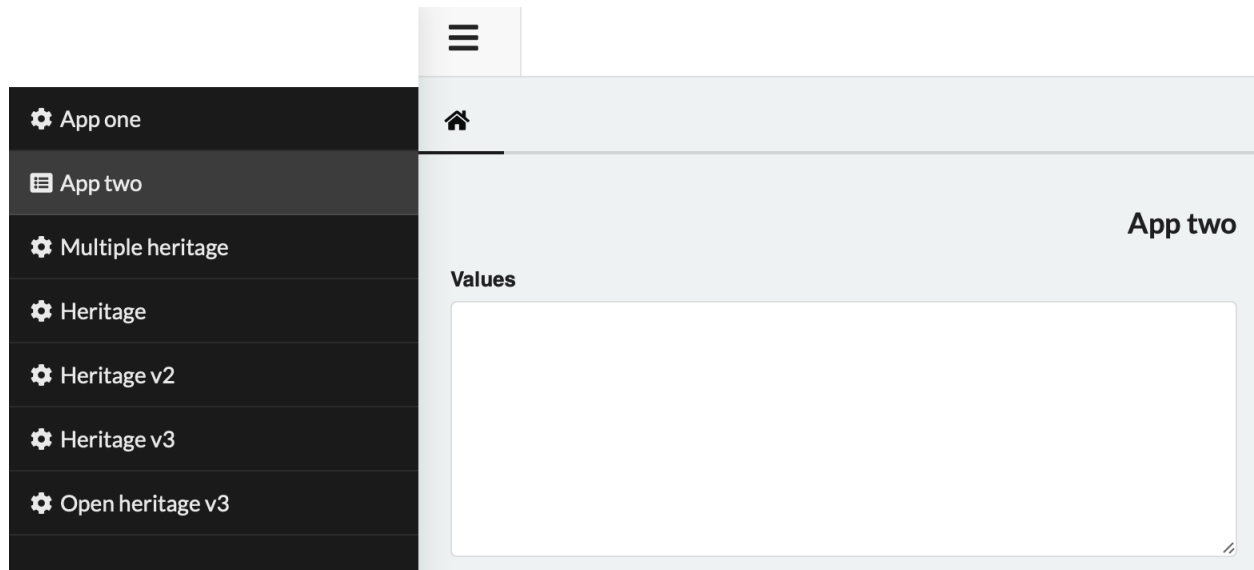 App one
App two
Multiple heritage
Heritage
Heritage v2
Heritage v3
Open heritage v3
App two
Values